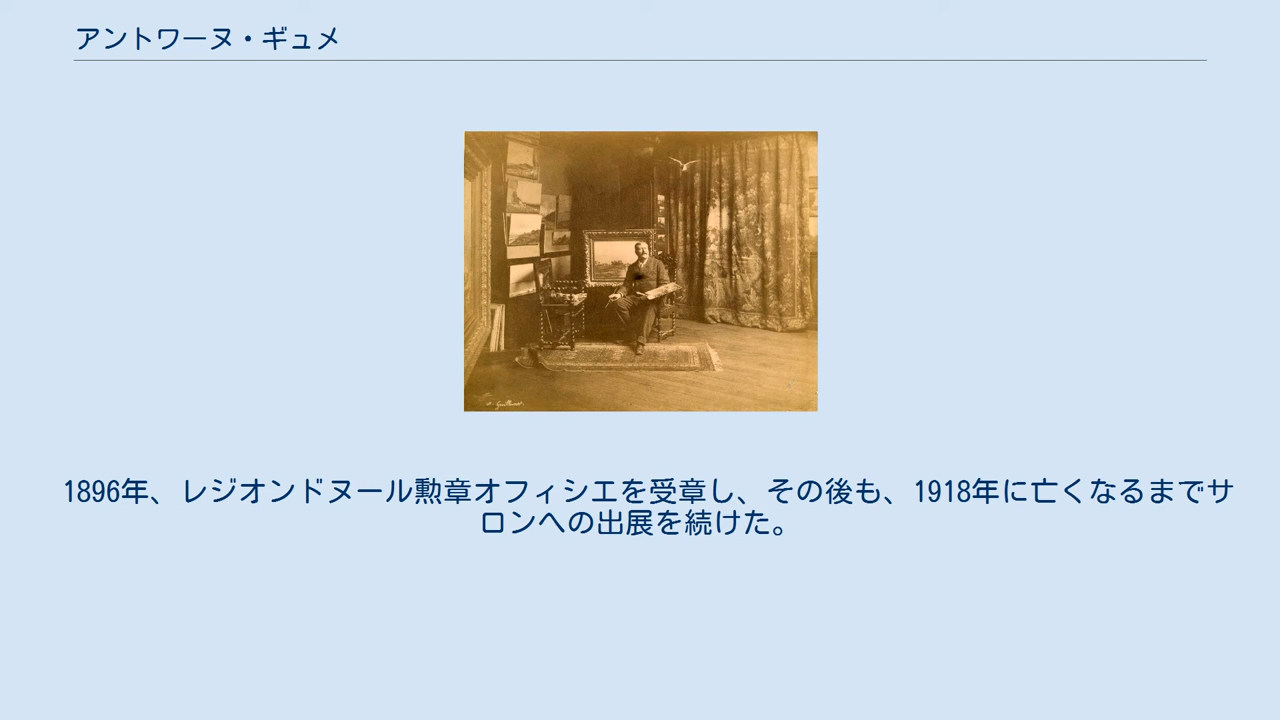 アントワーヌ・ギュメ
1896年、レジオンドヌール勲章オフィシエを受章し、その後も、1918年に亡くなるまでサ
ロンへの出展を続けた。